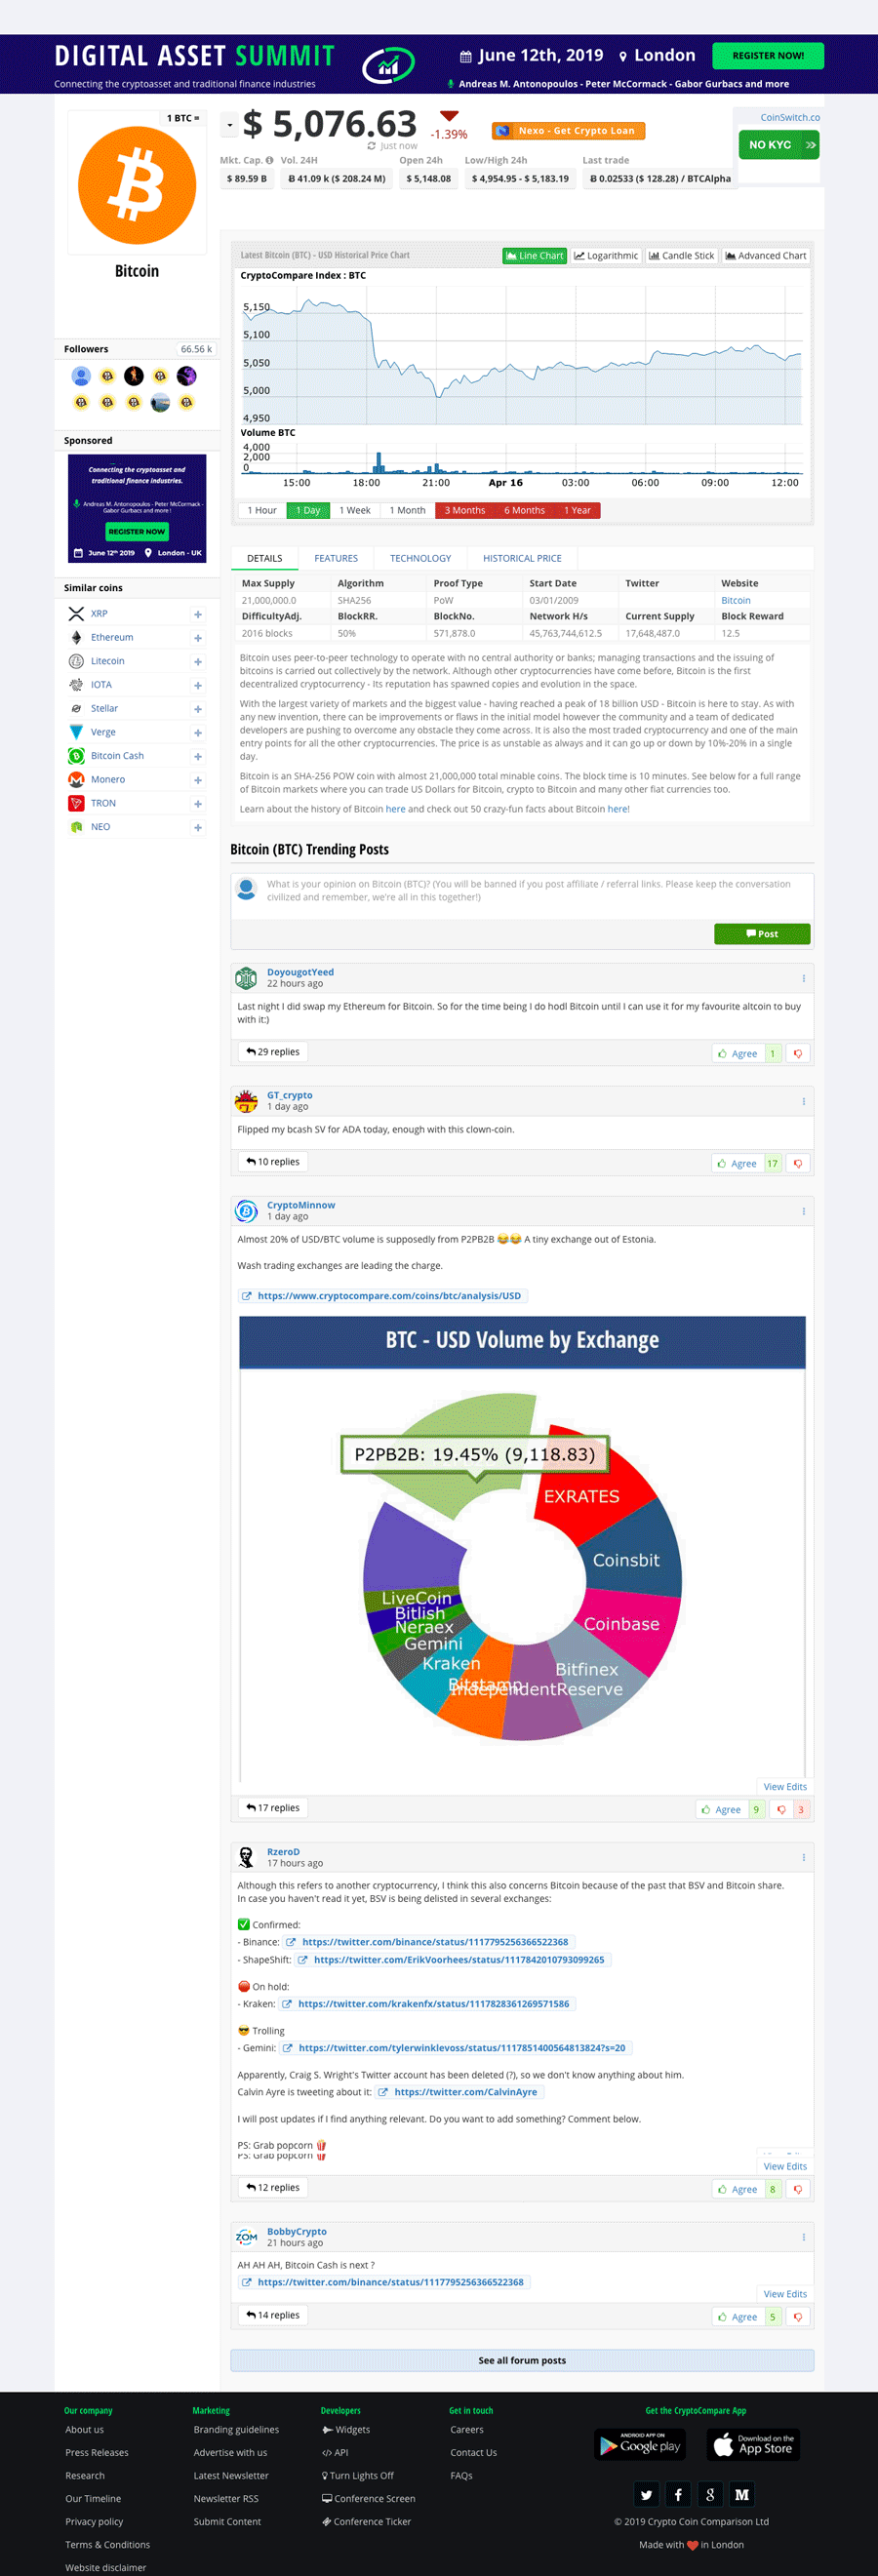 DIGITAL ASSET SUMMIT
Connecting the cryptoasset and traditional finance industries
June 12th, 2019 London
REGISTER NOW!
Andreas M. Antonopoulos - Peter McCormack - Gabor Gurbacs and more
1 BTC =
Bitcoin
$ 5,076.63
-1.39%
Just now
Nexo - Get Crypto Loan
CoinSwitch.co
NO KYC
Mkt. Cap. Vol. 24H Open 24h Low/High 24h Last trade
$ 89.59 B Ƀ 41.09 k ($ 208.24 M) $ 5,148.08 $ 4,954.95 - $ 5,183.19 Ƀ 0.02533 ($ 128.28) / BTCAlpha
Followers 66.56 k
Sponsored
Connecting the cryptoasset and
traditional finance industries.
Andreas M. Antonopoulos - Peter McCormack -
Gabor Gurbacs and more!
REGISTER NOW
June 12th 2019 London - UK
Similar coins
XRP
Ethereum
Litecoin
IOTA
Stellar
Verge
Bitcoin Cash
Monero
TRON
NEO
Latest Bitcoin (BTC) - USD Historical Price Chart
Line Chart Logarithmic Candle Stick Advanced Chart
CryptoCompare Index : BTC
5,150
5,100
5,050
5,000
4,950
Volume BTC
4,000
2,000
0
15:00 18:00 21:00 Apr 16 03:00 06:00 09:00 12:00
1 Hour 1 Day 1 Week 1 Month 3 Months 6 Months 1 Year
DETAILS FEATURES TECHNOLOGY HISTORICAL PRICE
Max Supply Algorithm Proof Type Start Date Twitter Website
21,000,000.0 SHA256 PoW 03/01/2009 Bitcoin
DifficultyAdj. BlockRR. BlockNo. Network H/s Current Supply Block Reward
2016 blocks 50% 571,878.0 45,763,744,612.5 17,648,487.0 12.5
Bitcoin uses peer-to-peer technology to operate with no central authority or banks; managing transactions and the issuing of
bitcoins is carried out collectively by the network. Although other cryptocurrencies have come before, Bitcoin is the first
decentralized cryptocurrency - Its reputation has spawned copies and evolution in the space.
With the largest variety of markets and the biggest value - having reached a peak of 18 billion USD - Bitcoin is here to stay. As with
any new invention, there can be improvements or flaws in the initial model however the community and a team of dedicated
developers are pushing to overcome any obstacle they come across. It is also the most traded cryptocurrency and one of the main
entry points for all the other cryptocurrencies. The price is as unstable as always and it can go up or down by 10%-20% in a single
day.
Bitcoin is an SHA-256 POW coin with almost 21,000,000 total minable coins. The block time is 10 minutes. See below for a full range
of Bitcoin markets where you can trade US Dollars for Bitcoin, crypto to Bitcoin and many other fiat currencies too.
Learn about the history of Bitcoin here and check out 50 crazy-fun facts about Bitcoin here!
Bitcoin (BTC) Trending Posts
What is your opinion on Bitcoin (BTC)? (You will be banned if you post affiliate / referral links. Please keep the conversation
civilized and remember, we're all in this together!)
Post
DoyougotYeed
22 hours ago
Last night I did swap my Ethereum for Bitcoin. So for the time being I do hodl Bitcoin until I can use it for my favourite altcoin to buy
with it:)
29 replies Agree 1
GT_crypto
1 day ago
Flipped my bcash SV for ADA today, enough with this clown-coin.
10 replies Agree 17
CryptoMinnow
1 day ago
Almost 20% of USD/BTC volume is supposedly from P2PB2B 😂😂 A tiny exchange out of Estonia.
Wash trading exchanges are leading the charge.
https://www.cryptocompare.com/coins/btc/analysis/USD
BTC - USD Volume by Exchange
P2PB2B: 19.45% (9,118.83)
EXRATES
Coinsbit
Coinbase
Bitfinex
IndependentReserve
Bitstamp
Kraken
Gemini
Neraex
Bitlish
LiveCoin
View Edits
17 replies Agree 9 3
RzeroD
17 hours ago
Although this refers to another cryptocurrency, I think this also concerns Bitcoin because of the past that BSV and Bitcoin share.
In case you haven't read it yet, BSV is being delisted in several exchanges:
✅ Confirmed:
- Binance: https://twitter.com/binance/status/1117795256366522368
- ShapeShift: https://twitter.com/ErikVoorhees/status/1117842010793099265
🛑 On hold:
- Kraken: https://twitter.com/krakenfx/status/1117828361269571586
😎 Trolling
- Gemini: https://twitter.com/tylerwinklevoss/status/1117851400564813824?s=20
Apparently, Craig S. Wright's Twitter account has been deleted (?), so we don't know anything about him.
Calvin Ayre is tweeting about it: https://twitter.com/CalvinAyre
I will post updates if I find anything relevant. Do you want to add something? Comment below.
PS: Grab popcorn 🍿
PS: Grab popcorn
View Edits
12 replies Agree 8
BobbyCrypto
21 hours ago
AH AH AH, Bitcoin Cash is next ?
https://twitter.com/binance/status/1117795256366522368
View Edits
14 replies Agree 5
See all forum posts
Our company
About us
Press Releases
Research
Our Timeline
Privacy policy
Terms & Conditions
Website disclaimer
Marketing
Branding guidelines
Advertise with us
Latest Newsletter
Newsletter RSS
Submit Content
Developers
Widgets
API
Turn Lights Off
Conference Screen
Conference Ticker
Get in touch
Careers
Contact Us
FAQs
Get the CryptoCompare App
ANDROID APP ON
Google play
Download on the
App Store
© 2019 Crypto Coin Comparison Ltd
Made with ❤ in London